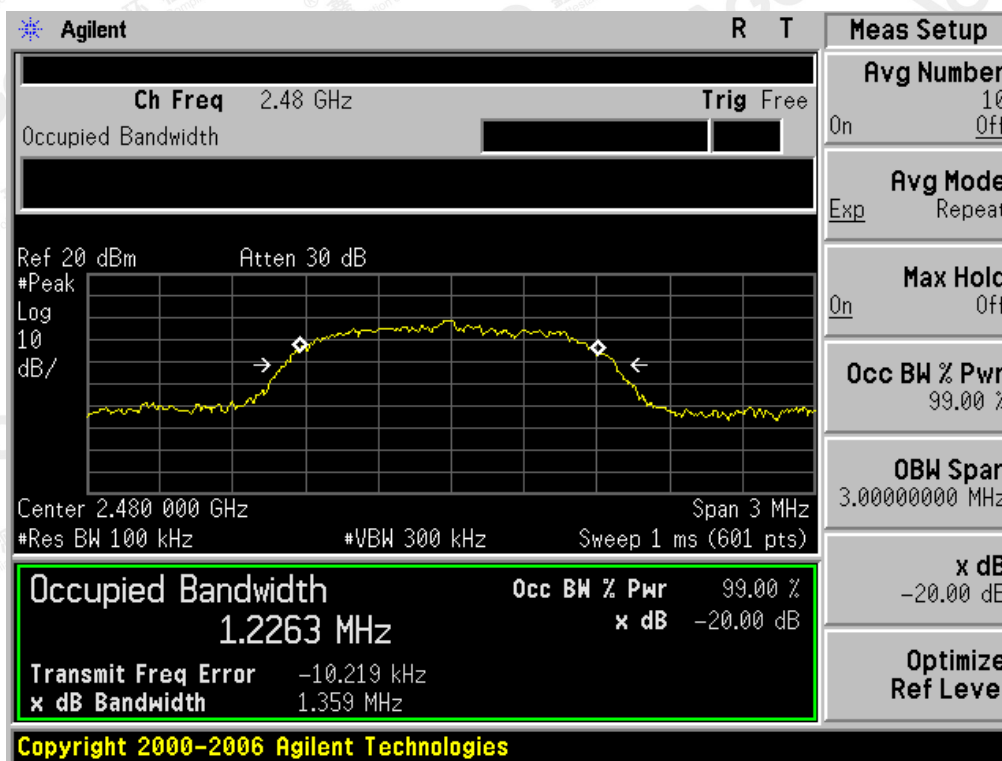 Agilent R T Meas Setup
Ch Freq 2.48 GHz Trig Free
Occupied Bandwidth
Ref 20 dBm Atten 30 dB
#Peak
Log
10
dB/
Center 2.480 000 GHz Span 3 MHz
#Res BW 100 kHz #VBW 300 kHz Sweep 1 ms (601 pts)
Occupied Bandwidth Occ BW % Pwr 99.00 %
1.2263 MHz x dB -20.00 dB
Transmit Freq Error -10.219 kHz
x dB Bandwidth 1.359 MHz
Copyright 2000-2006 Agilent Technologies
Avg Number
10
On Off
Avg Mode
Exp Repeat
Max Hold
On Off
Occ BW % Pwr
99.00 %
OBW Span
3.00000000 MHz
x dB
-20.00 dB
Optimize
Ref Level